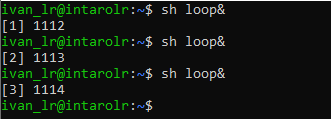 ivan_lr@intarolr:~$ sh loop&
[1] 1112
ivan_lr@intarolr:~$ sh loop&
[2] 1113
ivan_lr@intarolr:~$ sh loop&
[3] 1114
ivan_lr@intarolr:~$